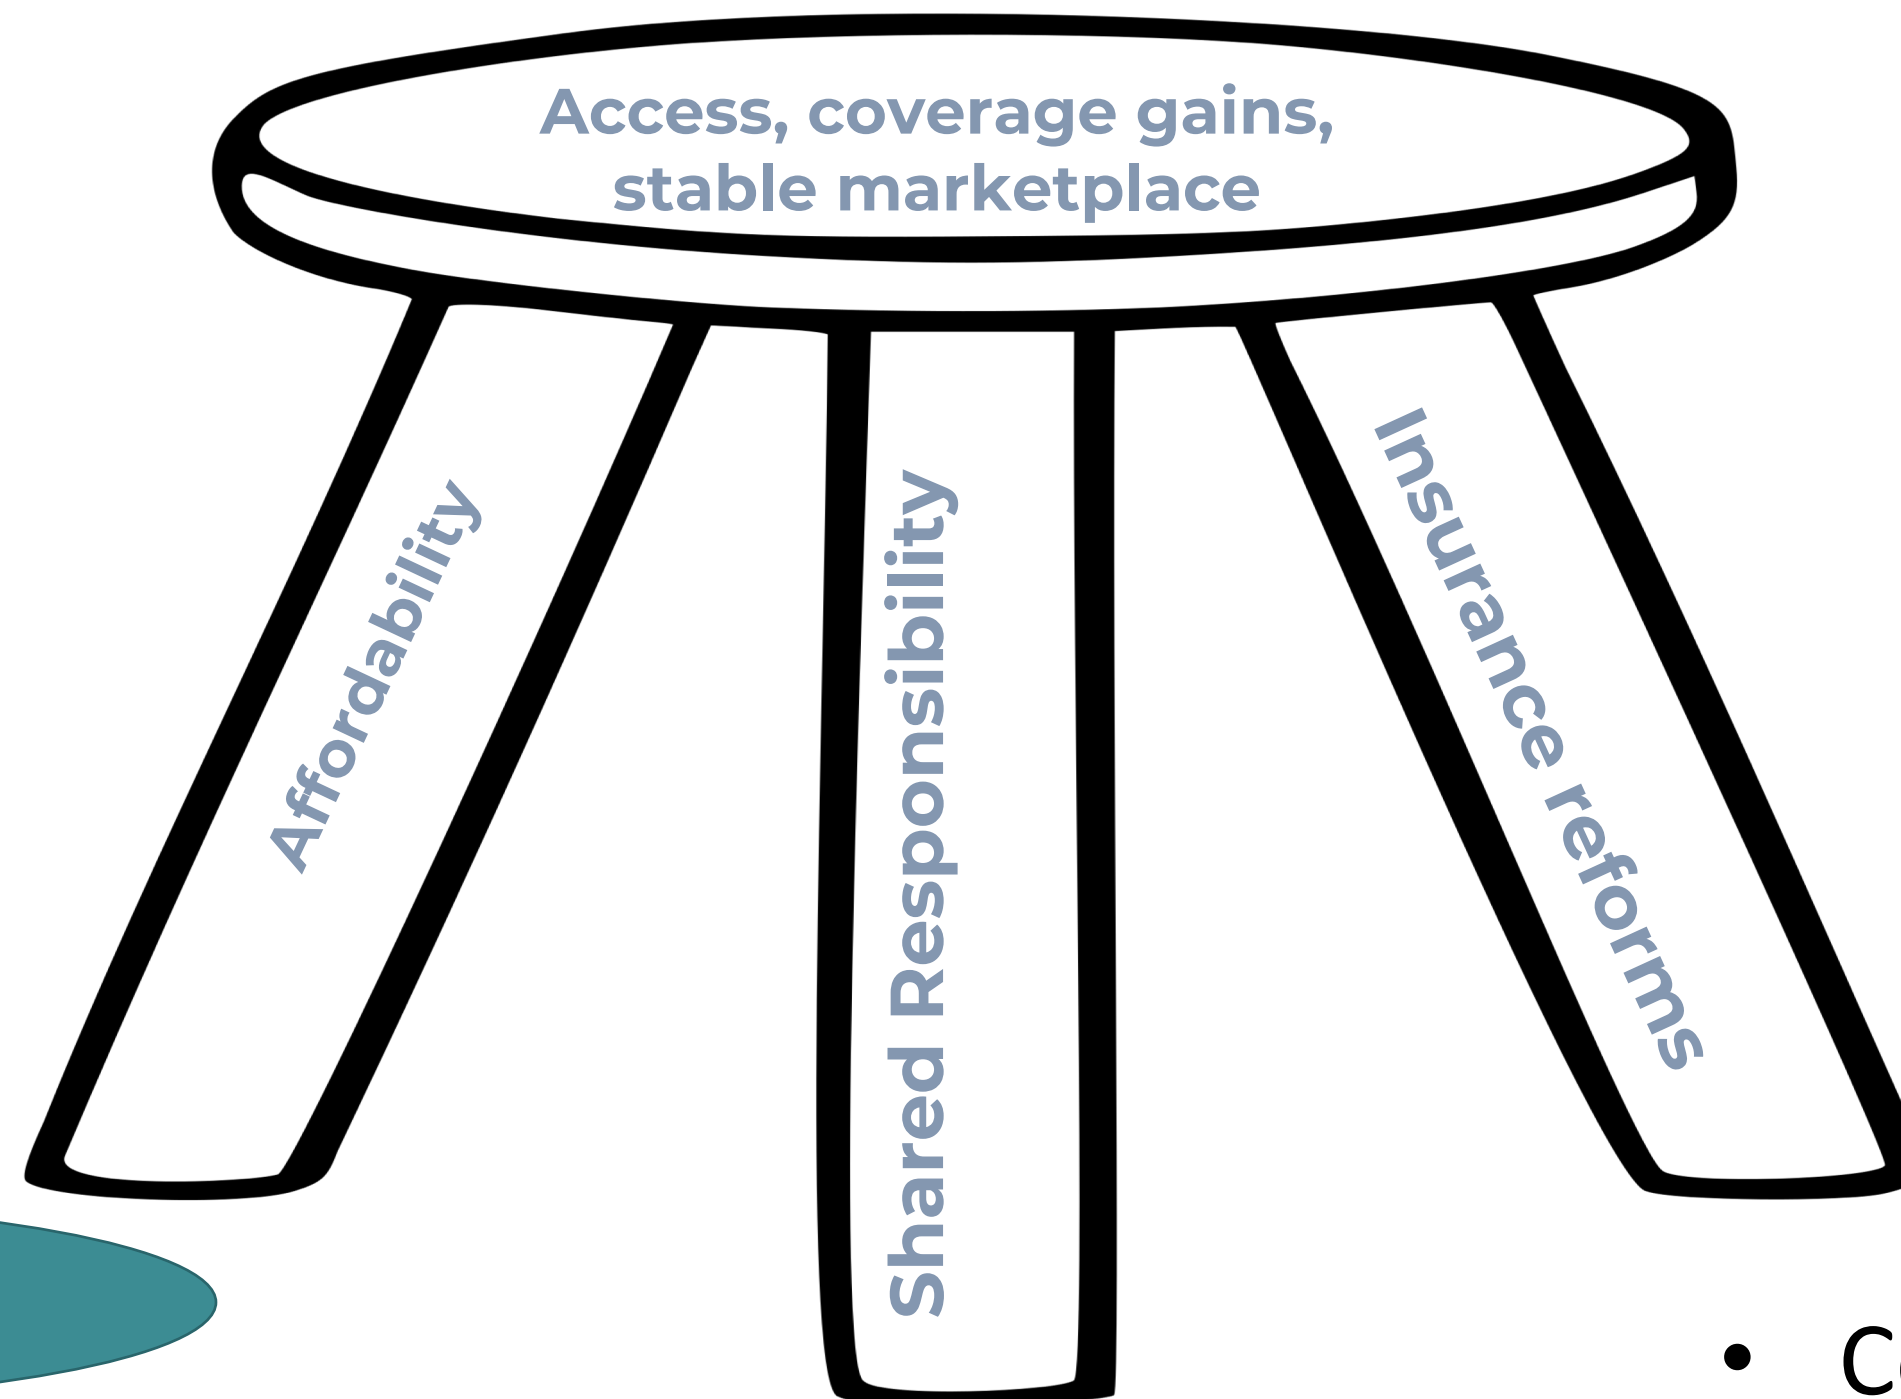 Access, coverage gains,
stable marketplace
Affordability
Shared Responsibility
Insurance reforms